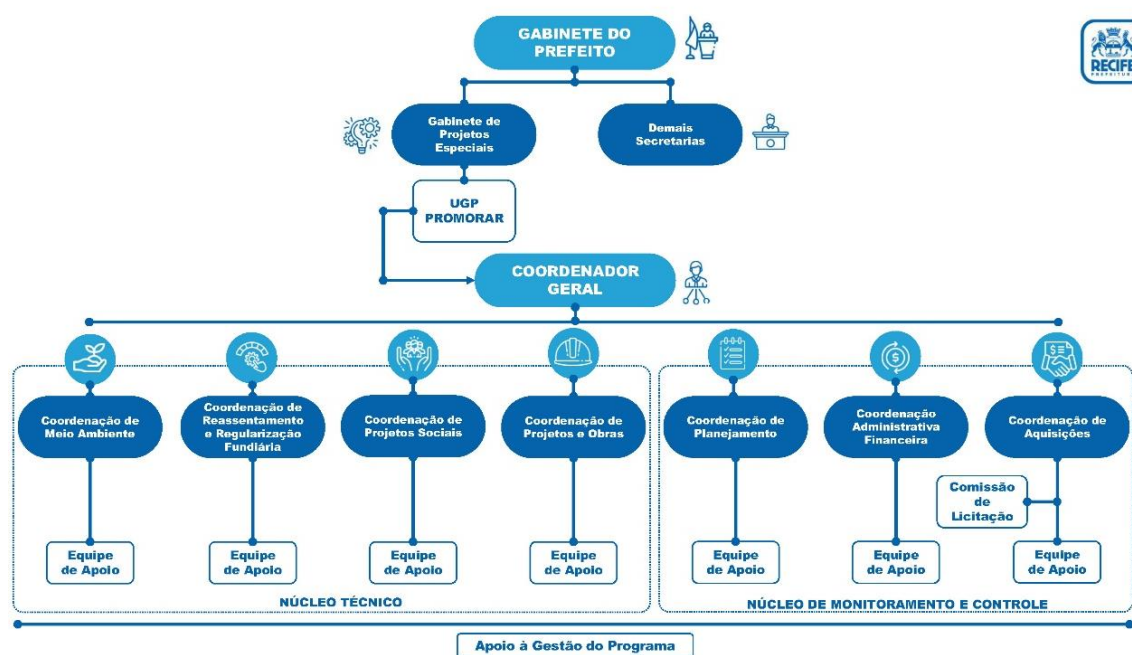 GABINETE DO
PREFEITO
RECIFE
PREFEITURA
Gabinete de
Projetos
Especiais
Demais
Secretarias
UGP
PROMORAR
COORDENADOR
GERAL
Coordenação de
Meio Ambiente
Coordenação de
Reassentamento
e Regularização
Fundiária
Coordenação de
Projetos Sociais
Coordenação de
Projetos e Obras
Coordenação de
Planejamento
Coordenação
Administrativa
Financeira
Coordenação
de Aquisições
Comissão
de
Licitação
Equipe
de Apoio
Equipe
de Apoio
Equipe
de Apoio
Equipe
de Apoio
Equipe
de Apoio
Equipe
de Apoio
Equipe
de Apoio
NÚCLEO TÉCNICO
NÚCLEO DE MONITORAMENTO E CONTROLE
Apoio à Gestão do Programa